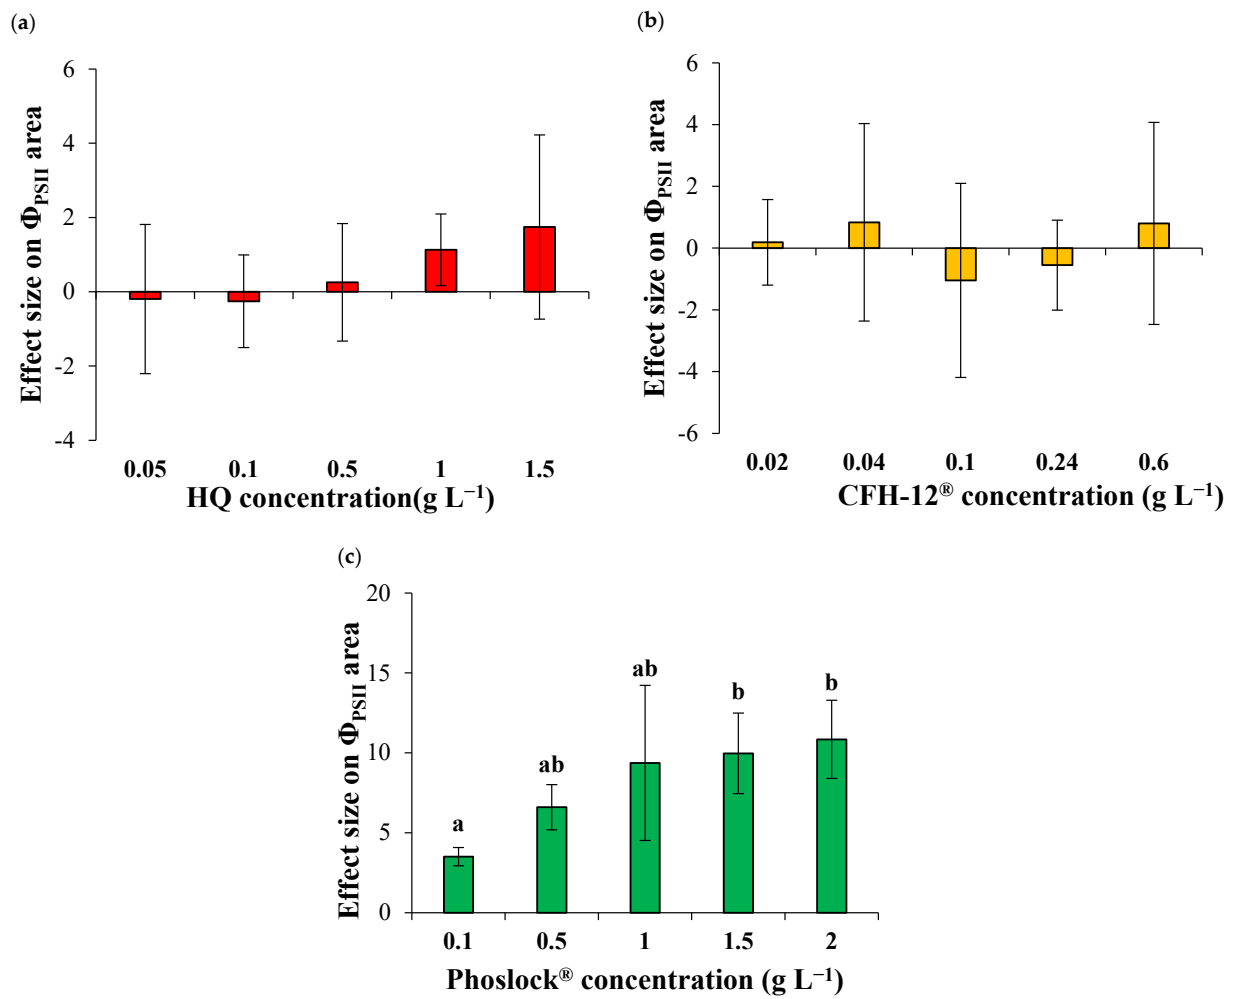 (a)
6
4
2
0
-2
-4
Effect size on Φ_PSII area
0.05 0.1 0.5 1 1.5
HQ concentration(g L⁻¹)
(b)
6
4
2
0
-2
-4
-6
Effect size on Φ_PSII area
0.02 0.04 0.1 0.24 0.6
CFH-12® concentration (g L⁻¹)
(c)
20
15
10
5
0
Effect size on Φ_PSII area
a ab ab b b
0.1 0.5 1 1.5 2
Phoslock® concentration (g L⁻¹)